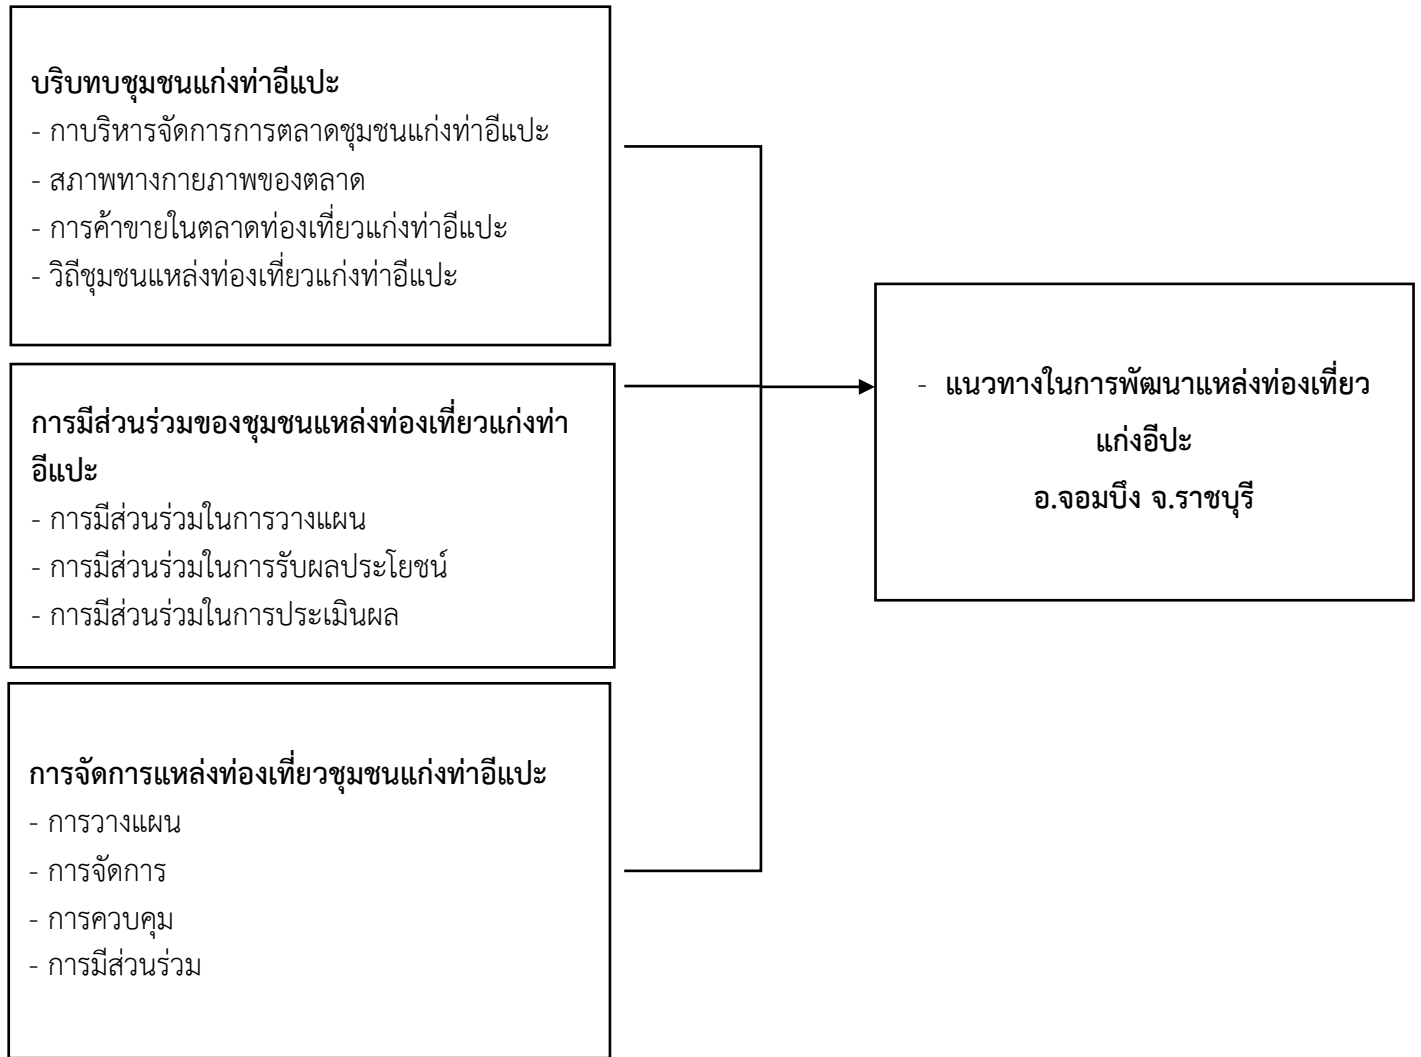 บริบทบชุมชนแก่งท่าอีแปะ
- กาบริหารจัดการการตลาดชุมชนแก่งท่าอีแปะ
- สภาพทางกายภาพของตลาด
- การค้าขายในตลาดท่องเที่ยวแก่งท่าอีแปะ
- วิถีชุมชนแหล่งท่องเที่ยวแก่งท่าอีแปะ
การมีส่วนร่วมของชุมชนแหล่งท่องเที่ยวแก่งท่า
อีแปะ
- การมีส่วนร่วมในการวางแผน
- การมีส่วนร่วมในการรับผลประโยชน์
- การมีส่วนร่วมในการประเมินผล
การจัดการแหล่งท่องเที่ยวชุมชนแก่งท่าอีแปะ
- การวางแผน
- การจัดการ
- การควบคุม
- การมีส่วนร่วม
- แนวทางในการพัฒนาแหล่งท่องเที่ยว
แก่งอีปะ
อ.จอมบึง จ.ราชบุรี